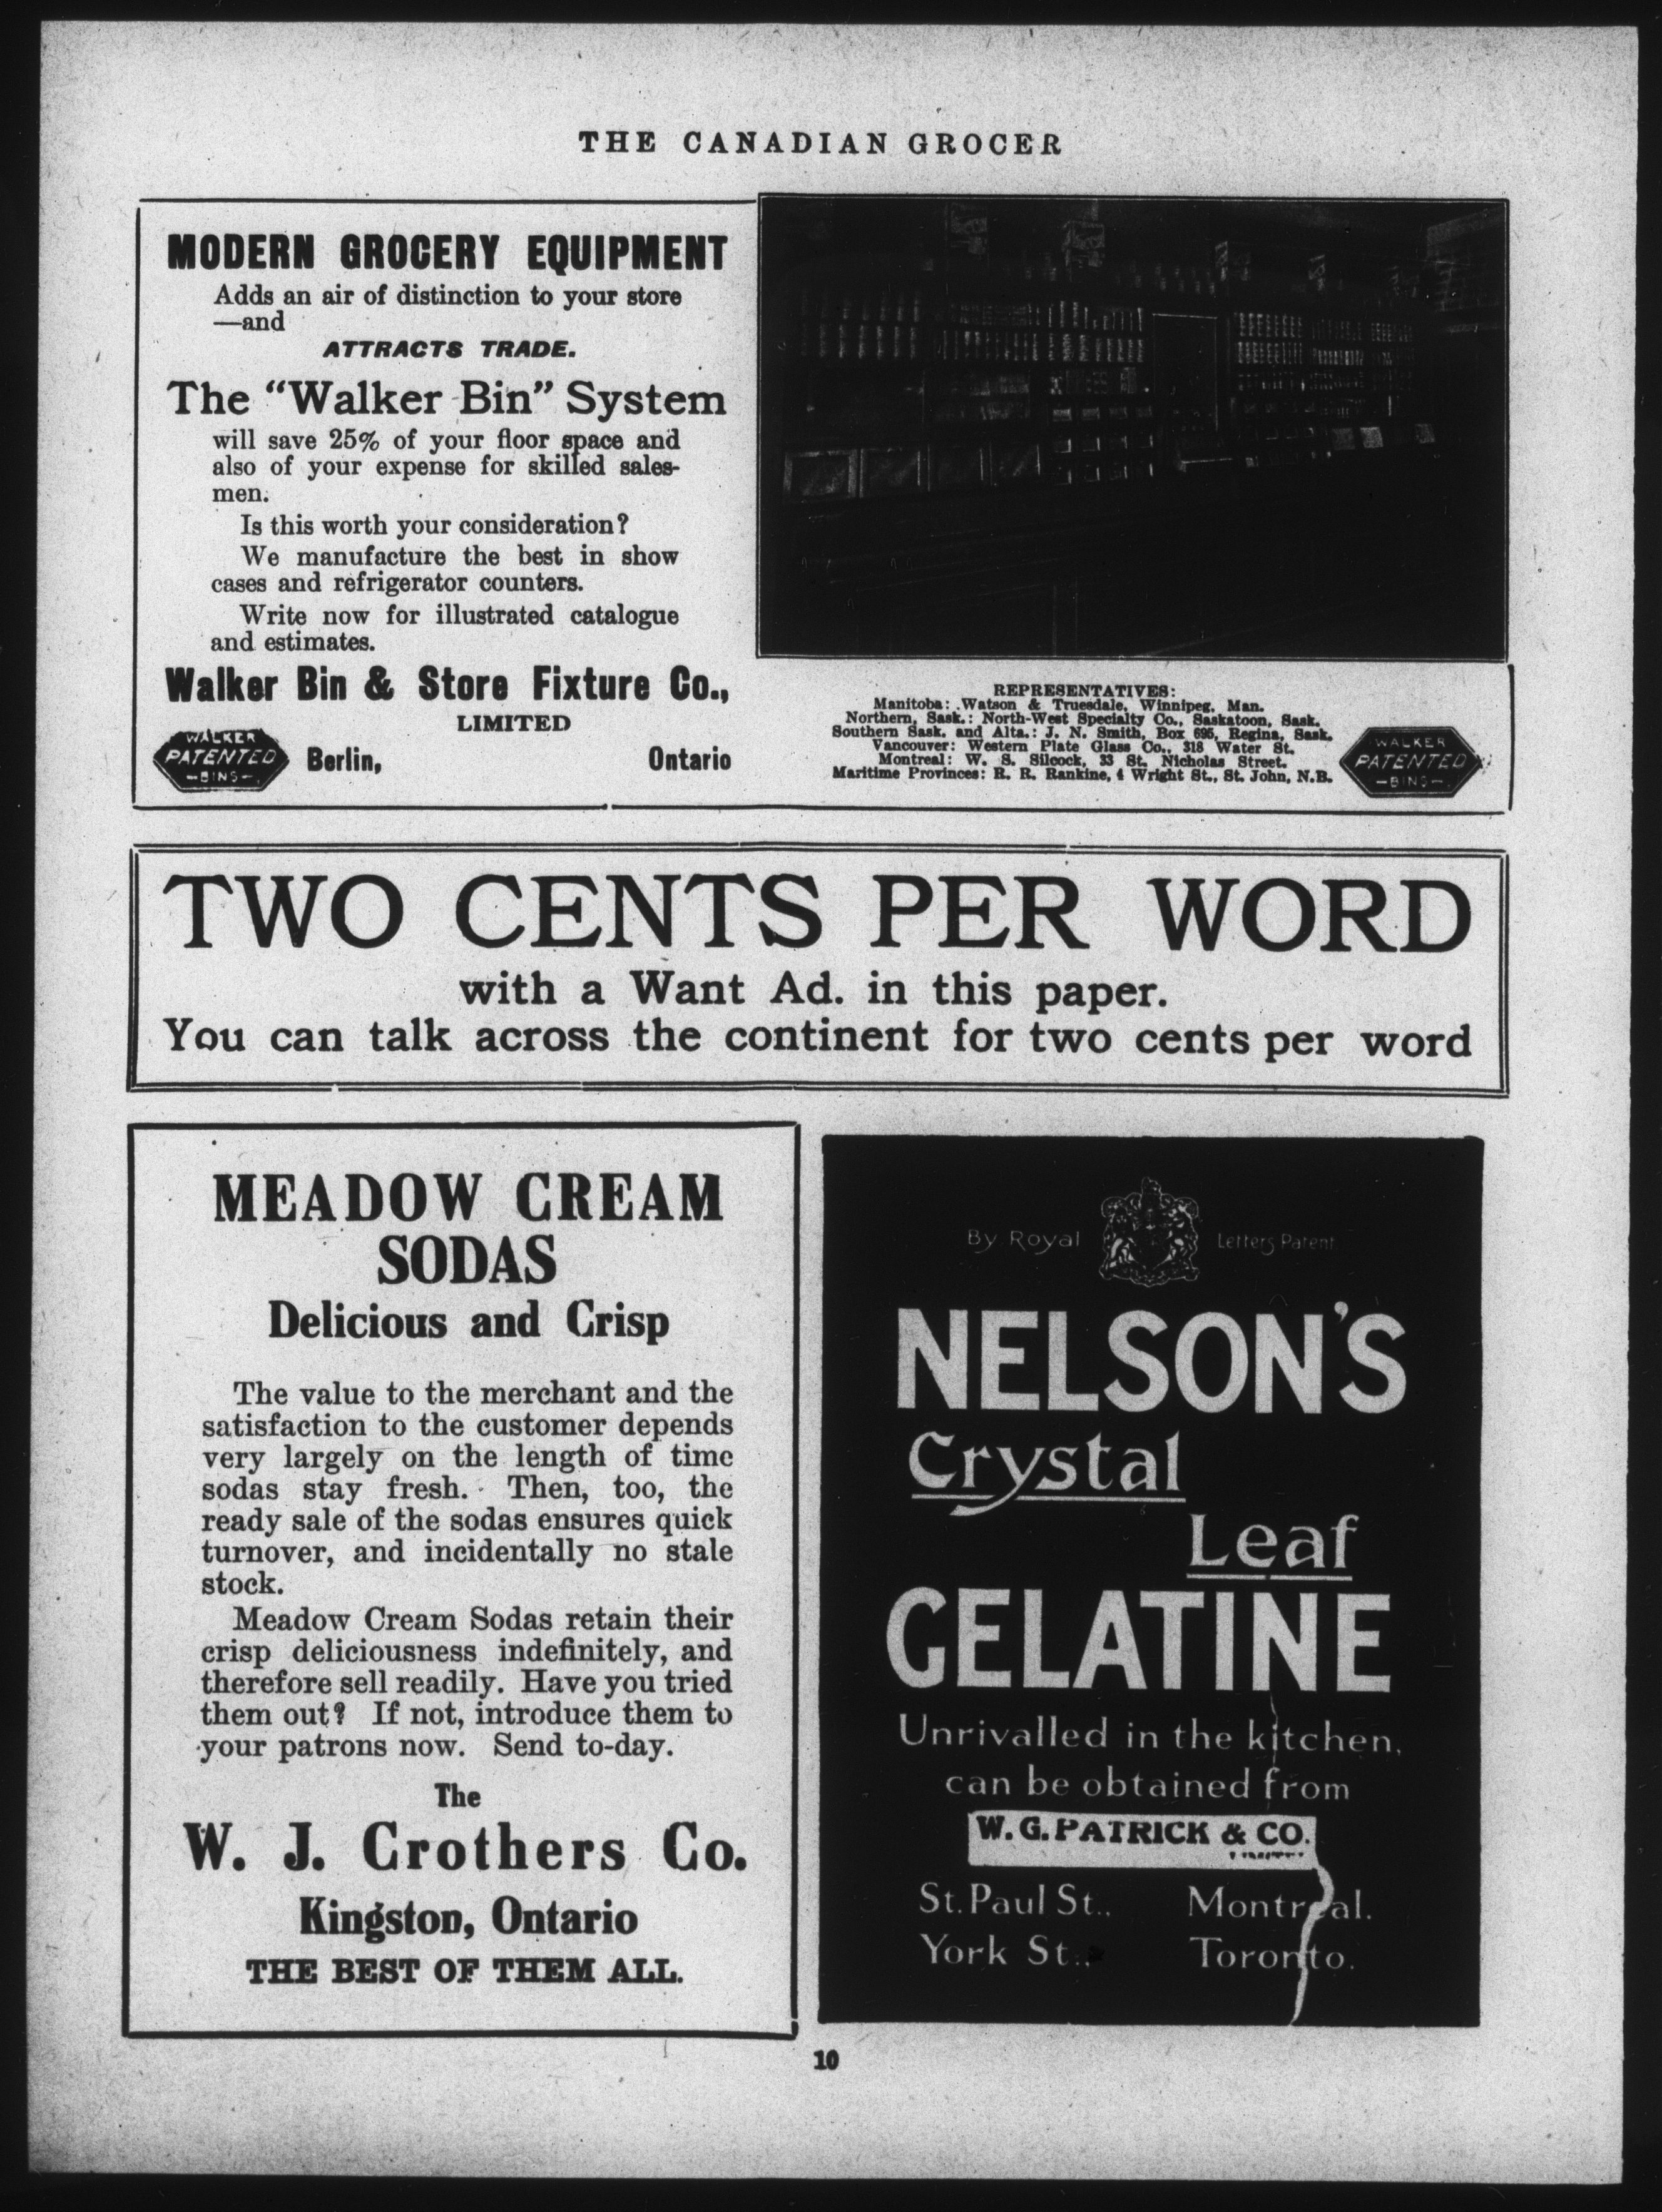 THE CANADIAN GROCER
MODERN GROCERY EQUIPMENT
Adds an air of distinction to your store
—and
ATTRACTS TRADE.
The "Walker Bin" System
will save 25% of your floor space and
also of your expense for skilled sales-
men.
Is this worth your consideration?
We manufacture the best in show
cases and refrigerator counters.
Write now for illustrated catalogue
and estimates.
Walker Bin & Store Fixture Co.,
LIMITED
WALKER
PATENTED
—BINS—
Berlin, Ontario
REPRESENTATIVES:
Manitoba: Watson & Truesdale, Winnipeg, Man.
Northern, Sask.: North-West Specialty Co., Saskatoon, Sask.
Southern Sask. and Alta.: J. N. Smith, Box 695, Regina, Sask.
Vancouver: Western Plate Glass Co., 318 Water St.
Montreal: W. S. Silcock, 33 St. Nicholas Street.
Maritime Provinces: R. R. Rankine, 4 Wright St., St. John, N.B.
WALKER
PATENTED
—BINS—
TWO CENTS PER WORD
with a Want Ad. in this paper.
You can talk across the continent for two cents per word
MEADOW CREAM
SODAS
Delicious and Crisp
The value to the merchant and the
satisfaction to the customer depends
very largely on the length of time
sodas stay fresh. Then, too, the
ready sale of the sodas ensures quick
turnover, and incidentally no stale
stock.
Meadow Cream Sodas retain their
crisp deliciousness indefinitely, and
therefore sell readily. Have you tried
them out? If not, introduce them to
your patrons now. Send to-day.
The
W. J. Crothers Co.
Kingston, Ontario
THE BEST OF THEM ALL.
By Royal Letters Patent
NELSON'S
Crystal
Leaf
GELATINE
Unrivalled in the kitchen,
can be obtained from
W. G. PATRICK & CO.
LIMITED
St. Paul St., Montreal.
York St., Toronto.
10